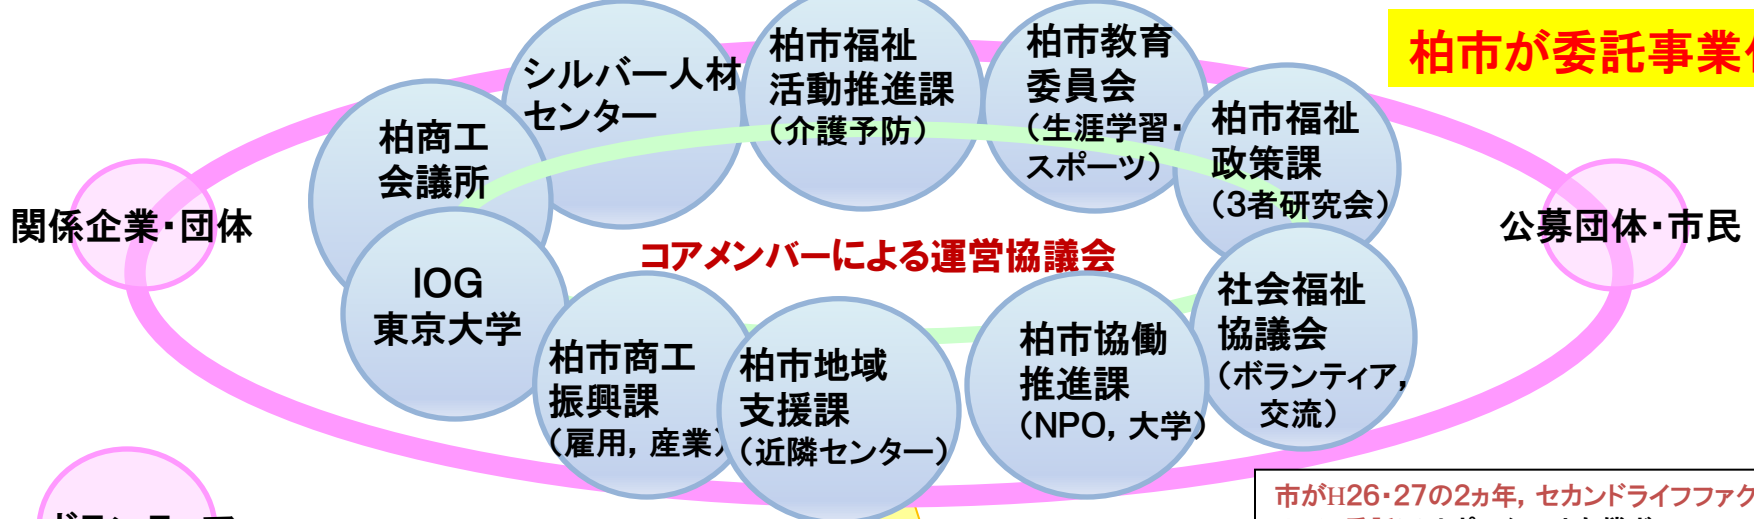 柏市が委託事業
シルバー人材
センター
柏市福祉
活動推進課
（介護予防）
柏市教育
委員会
（生涯学習・
スポーツ）
柏市福祉
政策課
（3者研究会）
柏商工
会議所
関係企業・団体
公募団体・市民
コアメンバーによる運営協議会
IOG
東京大学
柏市商工
振興課
（雇用，産業）
柏市地域
支援課
（近隣センター）
柏市協働
推進課
（NPO，大学）
社会福祉
協議会
（ボランティア，
交流）
市がH26・27の2ヵ年，セカンドライフファク